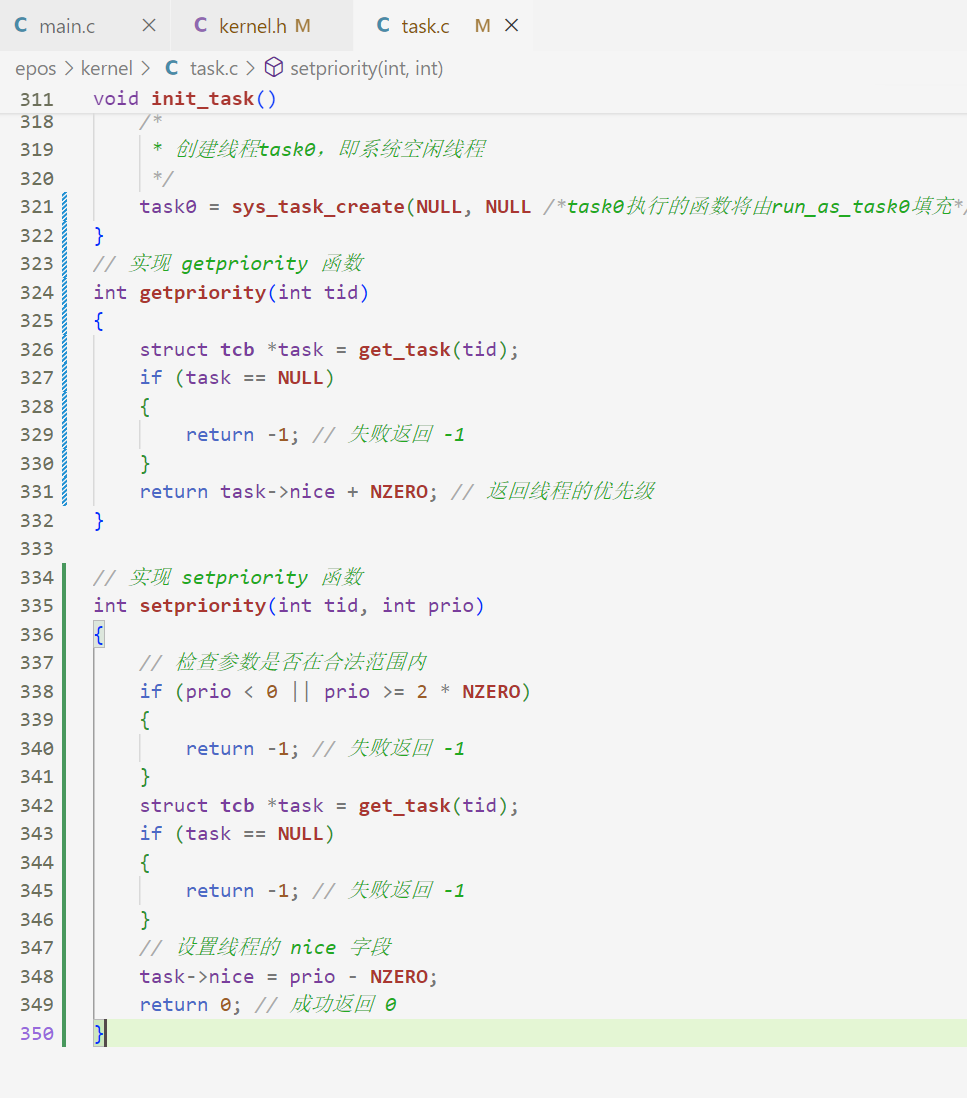 C main.c × C kernel.h M C task.c M ×
epos > kernel > C task.c > setpriority(int, int)
311 void init_task()
318 /*
319 * 创建线程task0，即系统空闲线程
320 */
321 task0 = sys_task_create(NULL, NULL /*task0执行的函数将由run_as_task0填充*/
322 }
323 // 实现 getpriority 函数
324 int getpriority(int tid)
325 {
326 struct tcb *task = get_task(tid);
327 if (task == NULL)
328 {
329 return -1; // 失败返回 -1
330 }
331 return task->nice + NZERO; // 返回线程的优先级
332 }
333
334 // 实现 setpriority 函数
335 int setpriority(int tid, int prio)
336 {
337 // 检查参数是否在合法范围内
338 if (prio < 0 || prio >= 2 * NZERO)
339 {
340 return -1; // 失败返回 -1
341 }
342 struct tcb *task = get_task(tid);
343 if (task == NULL)
344 {
345 return -1; // 失败返回 -1
346 }
347 // 设置线程的 nice 字段
348 task->nice = prio - NZERO;
349 return 0; // 成功返回 0
350 }